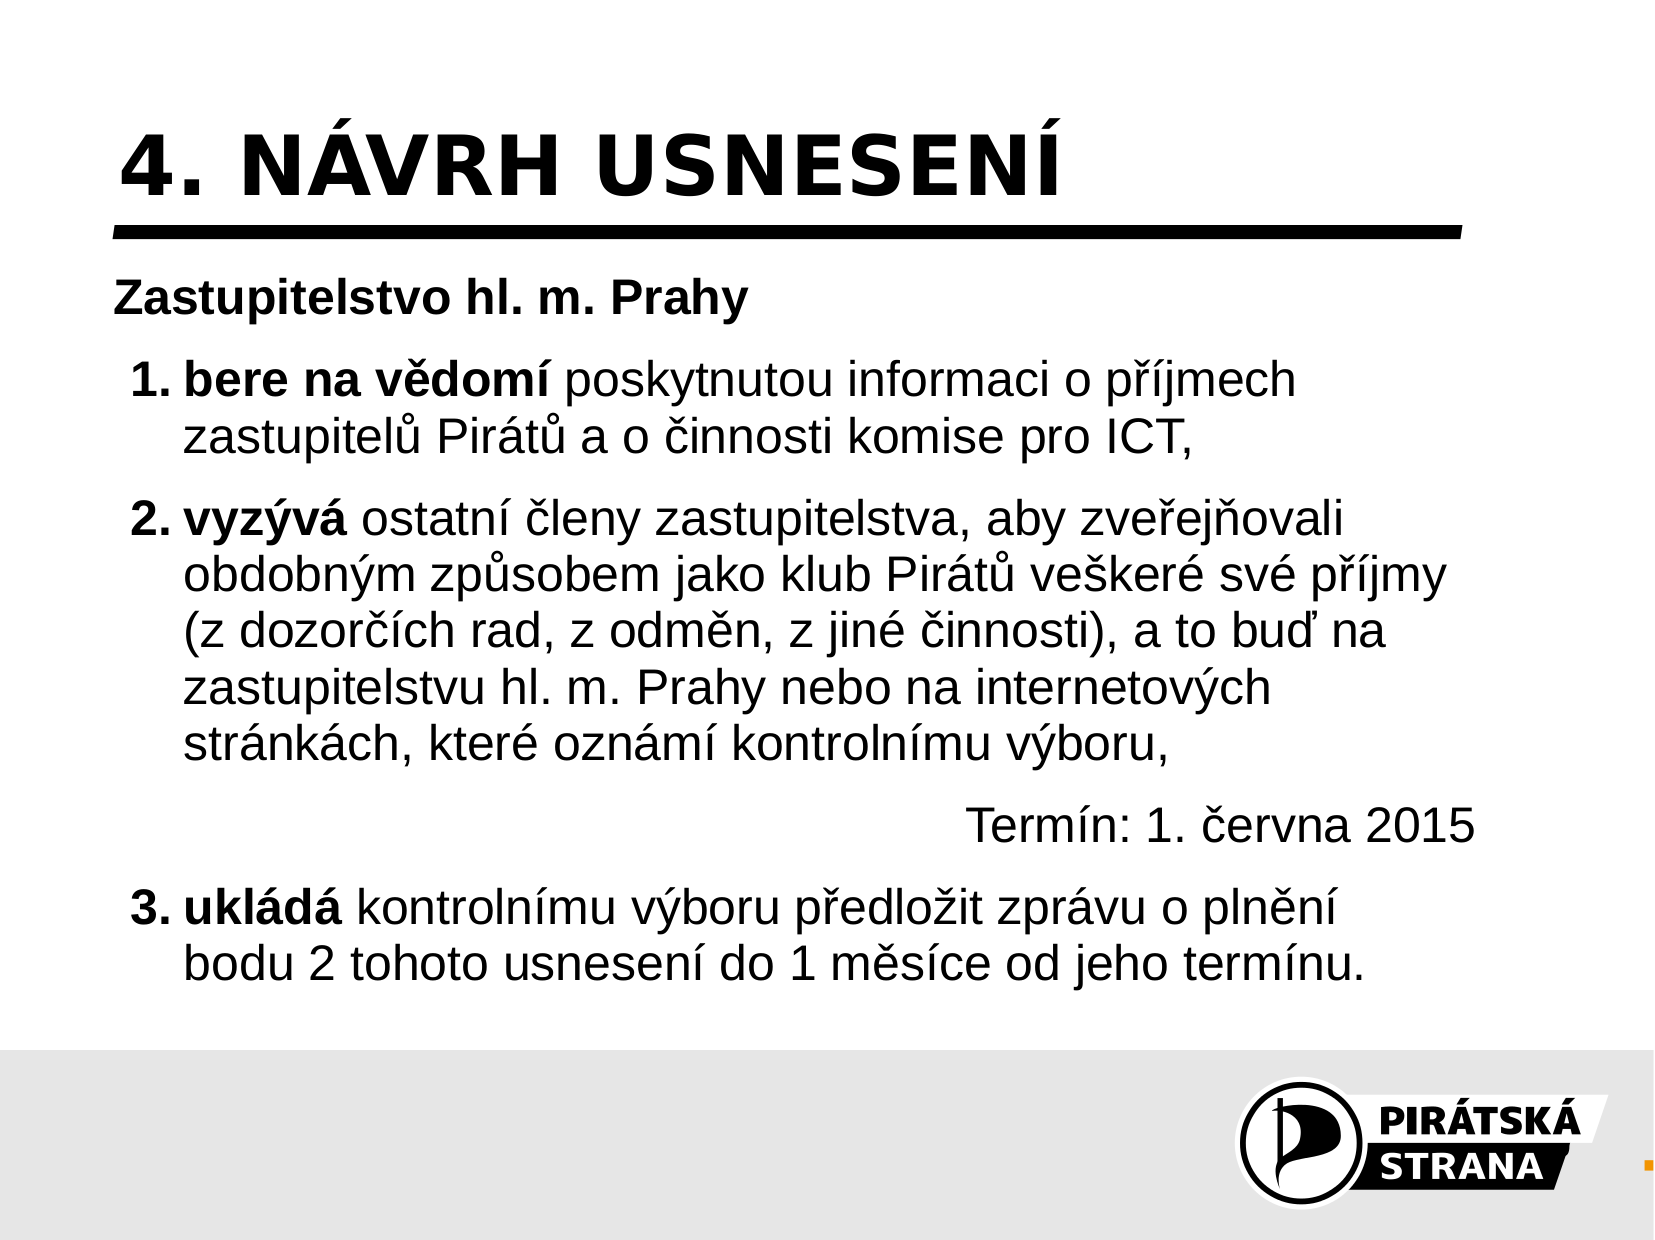 4. NÁVRH USNESENÍ
Zastupitelstvo hl. m. Prahy
1. bere na vědomí poskytnutou informaci o příjmech
zastupitelů Pirátů a o činnosti komise pro ICT,
2. vyzývá ostatní členy zastupitelstva, aby zveřejňovali
obdobným způsobem jako klub Pirátů veškeré své příjmy
(z dozorčích rad, z odměn, z jiné činnosti), a to buď na
zastupitelstvu hl. m. Prahy nebo na internetových
stránkách, které oznámí kontrolnímu výboru,
Termín: 1. června 2015
3. ukládá kontrolnímu výboru předložit zprávu o plnění
bodu 2 tohoto usnesení do 1 měsíce od jeho termínu.
PIRÁTSKÁ
STRANA